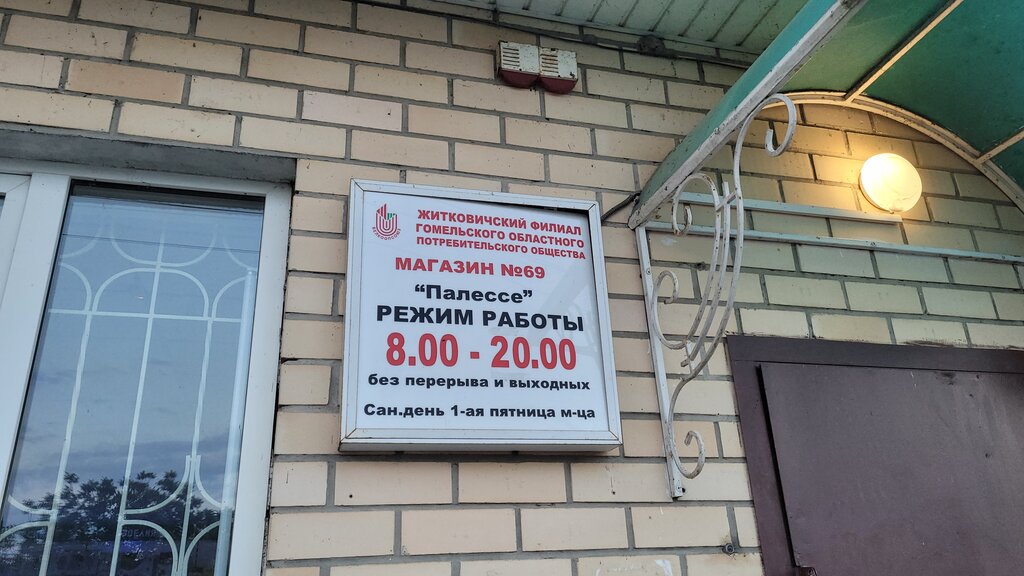 ЖИТКОВИЧСКИЙ ФИЛИАЛ
ГОМЕЛЬСКОГО ОБЛАСТНОГО
ПОТРЕБИТЕЛЬСКОГО ОБЩЕСТВА
МАГАЗИН №69
“Палессе”
РЕЖИМ РАБОТЫ
8.00 - 20.00
без перерыва и выходных
Сан.день 1-ая пятница м-ца